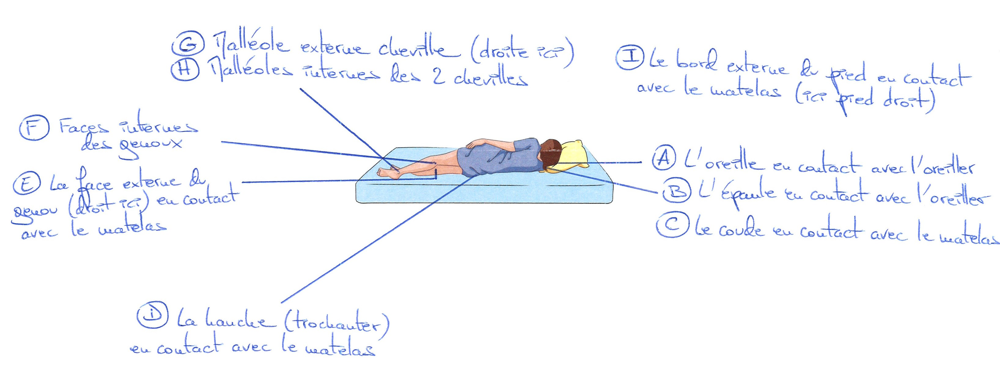 G Malléole externe cheville (droite ici)
H Malléoles internes des 2 chevilles
I Le bord externe du pied en contact
avec le matelas (ici pied droit)
F Faces internes
des genoux
A L'oreille en contact avec l'oreiller
E La face externe du
genou (droit ici) en contact
avec le matelas
B L'épaule en contact avec l'oreiller
C Le coude en contact avec le matelas
D La hanche (trochanter)
en contact avec le matelas